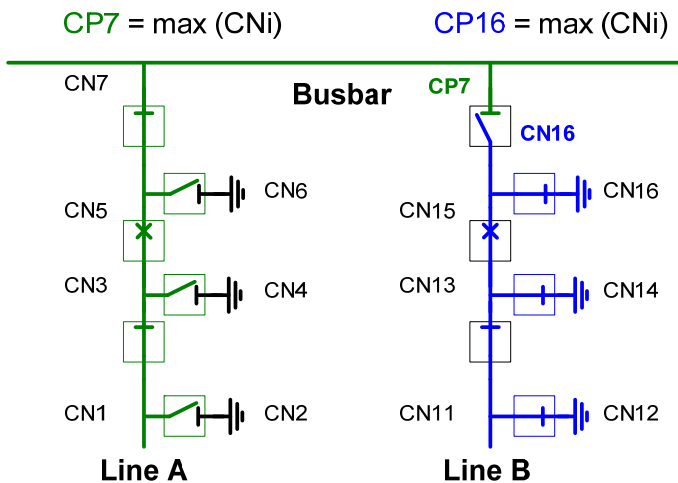 CP7 = max (CNi)
CP16 = max (CNi)
CN7
Busbar
CP7
CN16
CN6
CN16
CN5
CN15
CN3
CN4
CN13
CN14
CN1
CN2
CN11
CN12
Line A
Line B